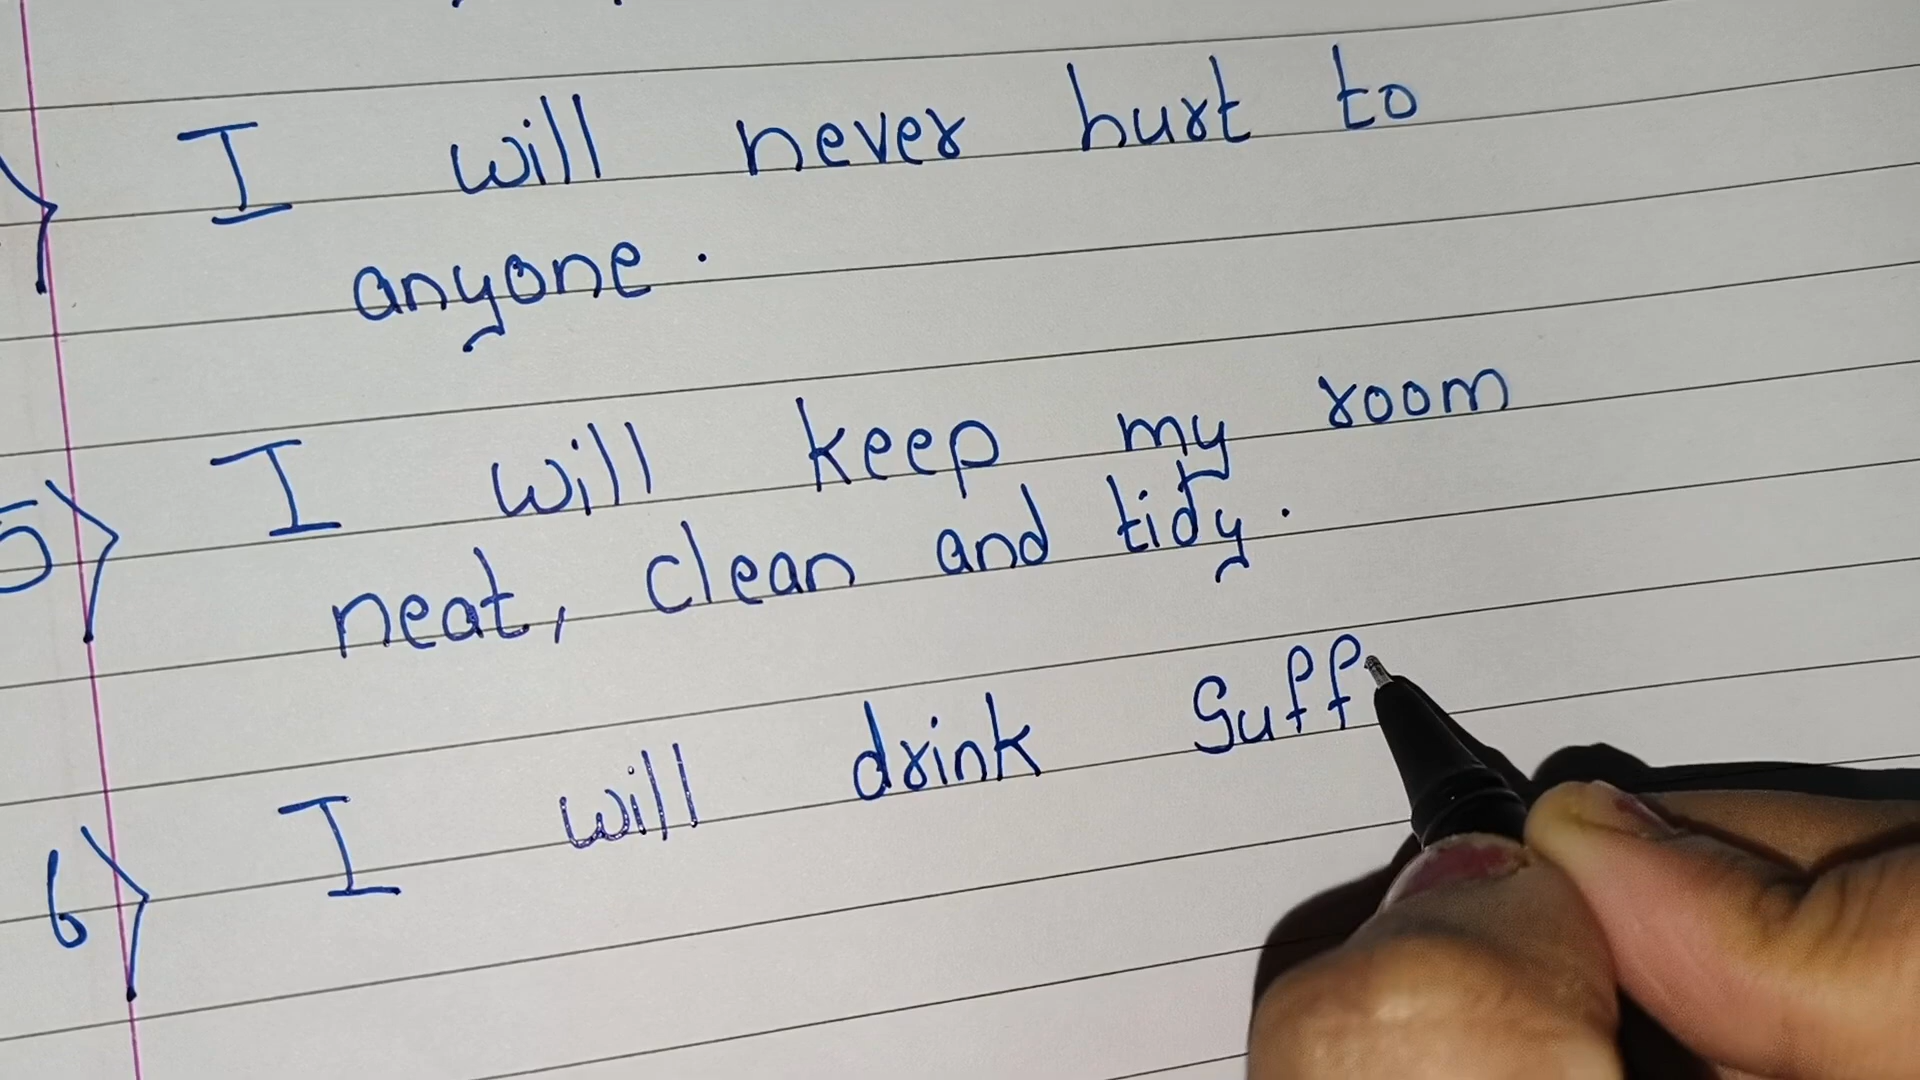 I will never hurt to
anyone.
5) I will keep my room
neat, clean and tidy.
6) I will drink Suff